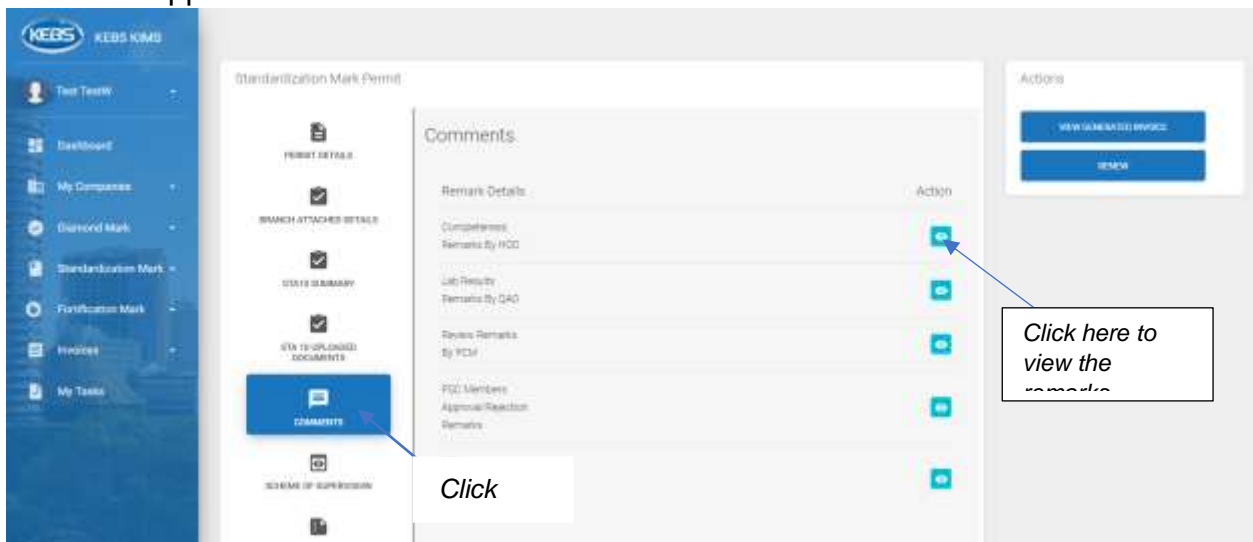 KEBS KEBS KIMS
Test TestW
Dashboard
My Companies
Diamond Mark
Standardization Mark
Fortification Mark
Invoices
My Tasks
Standardization Mark Permit
PERMIT DETAILS
BRANCH ATTACHED DETAILS
STA10 SUMMARY
STA 10 UPLOADED
DOCUMENTS
COMMENTS
SCHEME OF SUPERVISION
Comments
Remark Details Action
Completeness
Remarks By HOD
Lab Results
Remarks By QAO
Review Remarks
By PCM
PSC Members
Approval/Rejection
Remarks
Actions
VIEW GENERATED INVOICE
RENEW
Click here to
view the
remarks
Click